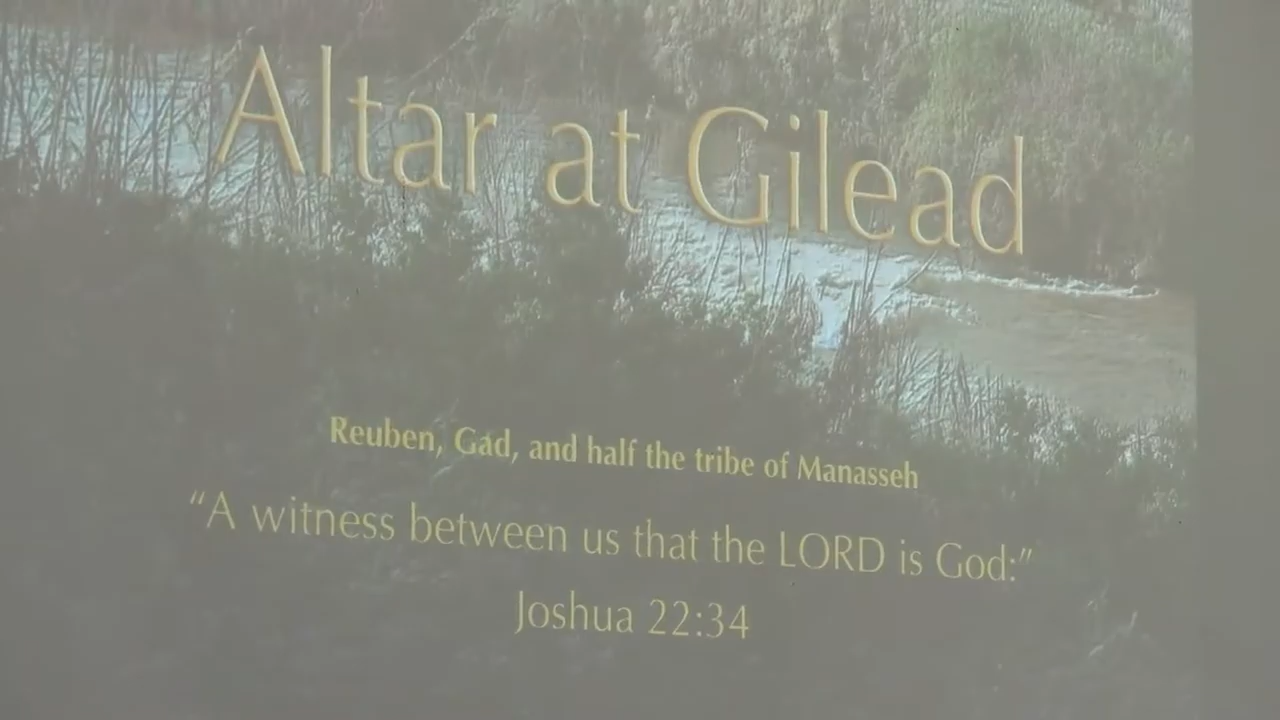 Altar at Gilead
Reuben, Gad, and half the tribe of Manasseh
“A witness between us that the LORD is God:”
Joshua 22:34